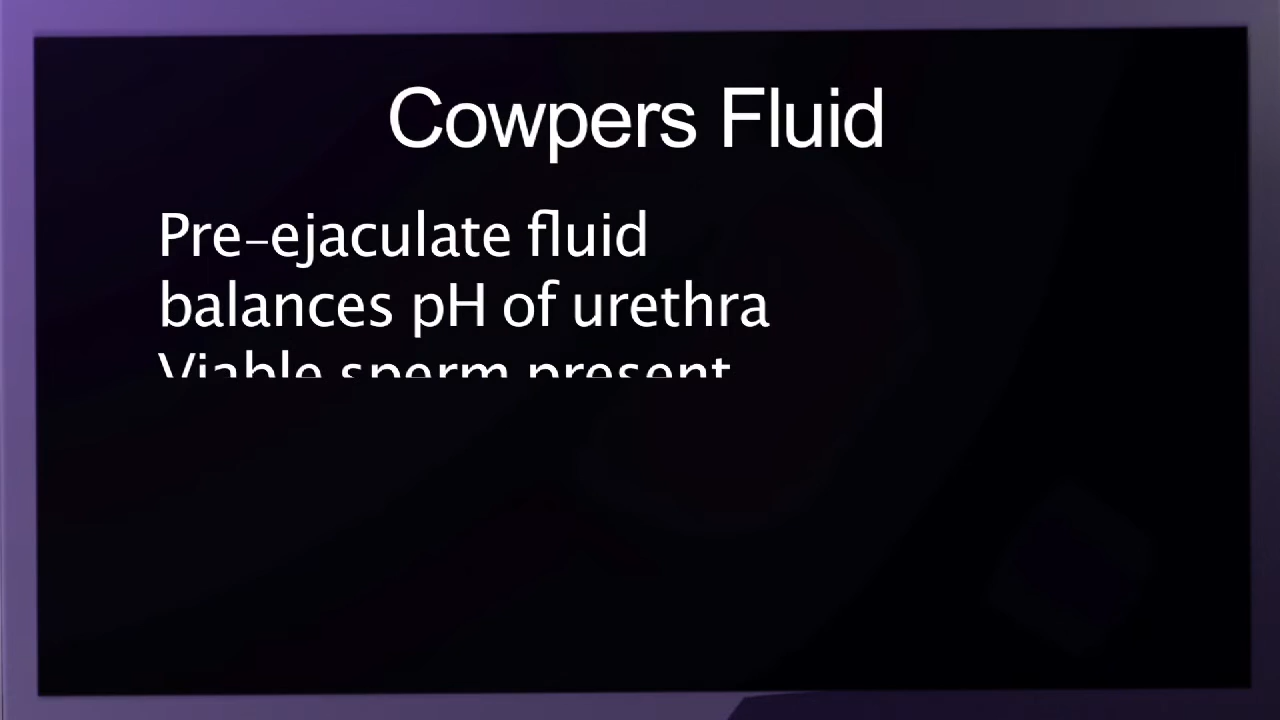 Cowpers Fluid
Pre-ejaculate fluid
balances pH of urethra
Viable sperm present